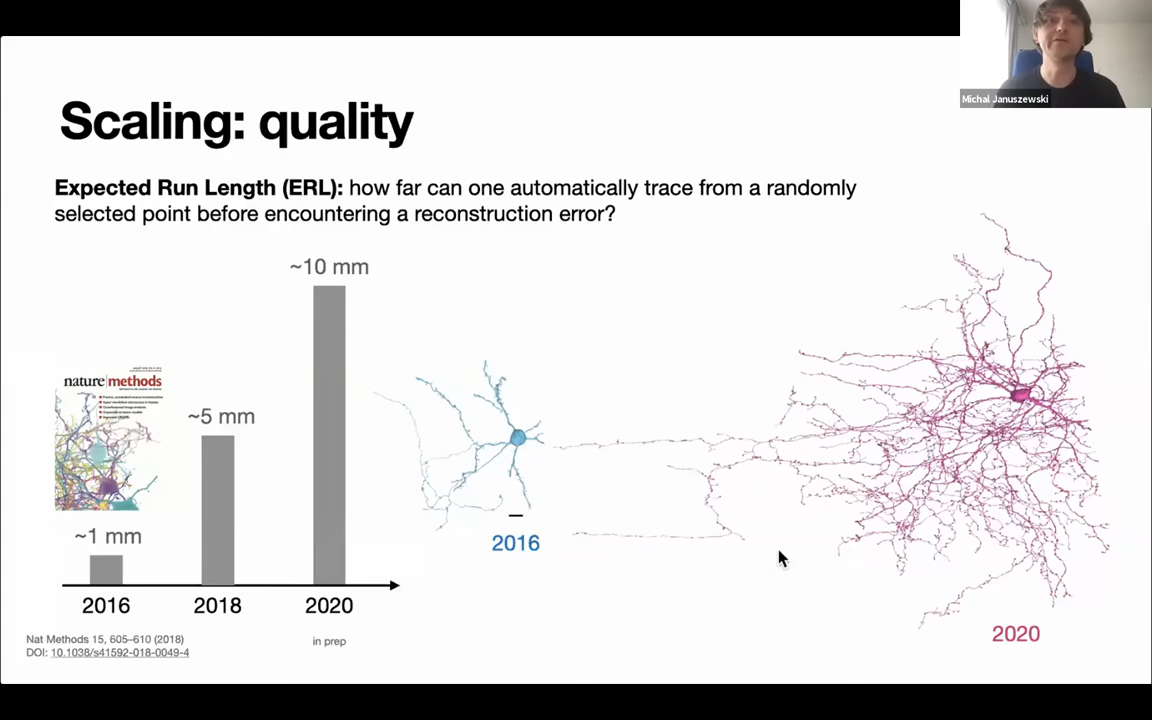 Michal Januszewski
Scaling: quality
Expected Run Length (ERL): how far can one automatically trace from a randomly
selected point before encountering a reconstruction error?
~10 mm
nature methods
~5 mm
~1 mm
2016
2018
2020
in prep
2016
2020
Nat Methods 15, 605–610 (2018)
DOI: 10.1038/s41592-018-0049-4